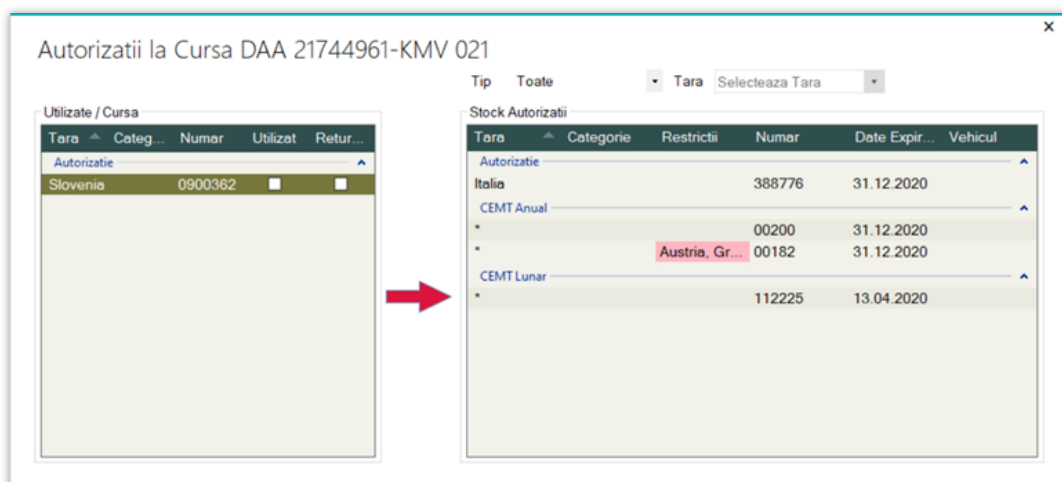 x
Autorizatii la Cursa DAA 21744961-KMV 021
Tip Toate Tara Selecteaza Tara
Utilizate / Cursa
Tara Categ... Numar Utilizat Retur...
Autorizatie
Slovenia 0900362
Stock Autorizatii
Tara Categorie Restrictii Numar Date Expir... Vehicul
Autorizatie
Italia 388776 31.12.2020
CEMT Anual
* 00200 31.12.2020
* Austria, Gr... 00182 31.12.2020
CEMT Lunar
* 112225 13.04.2020